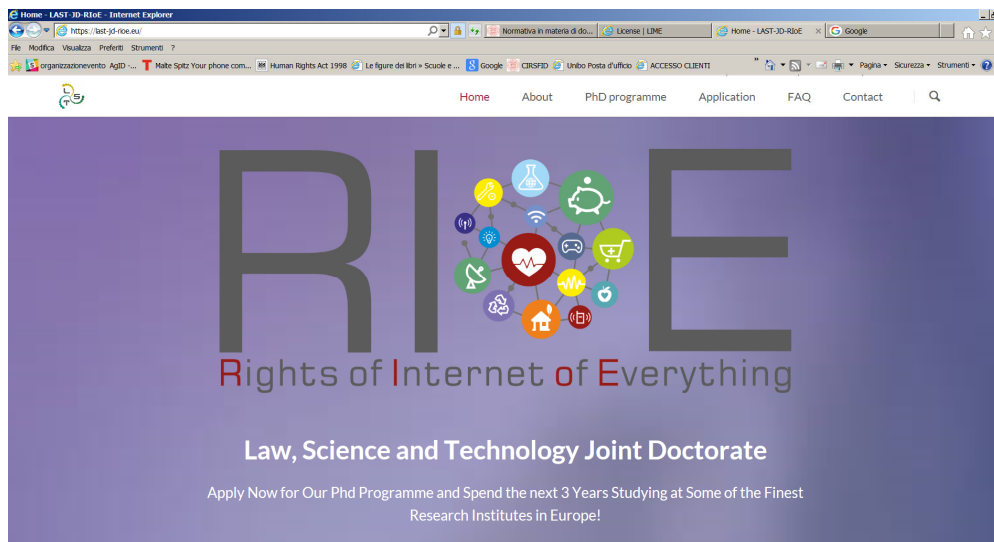 Home - LAST-JD-RIoE - Internet Explorer
https://last-jd-rioe.eu/
Normativa in materia di do...
License | LIME
Home - LAST-JD-RIoE
Google
File Modifica Visualizza Preferiti Strumenti ?
organizzazionevento AgID -...
Malte Spitz Your phone com...
Human Rights Act 1998
Le figure dei libri » Scuole e ...
Google
CIRSFID
Unibo Posta d'ufficio
ACCESSO CLIENTI
Pagina
Sicurezza
Strumenti
L S T
Home About PhD programme Application FAQ Contact
RIoE
Rights of Internet of Everything
Law, Science and Technology Joint Doctorate
Apply Now for Our Phd Programme and Spend the next 3 Years Studying at Some of the Finest
Research Institutes in Europe!